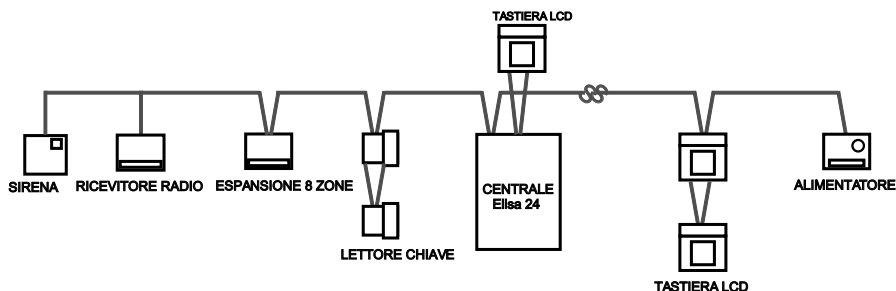 TASTIERA LCD
SIRENA
RICEVITORE RADIO
ESPANSIONE 8 ZONE
LETTORE CHIAVE
CENTRALE
Elisa 24
TASTIERA LCD
ALIMENTATORE